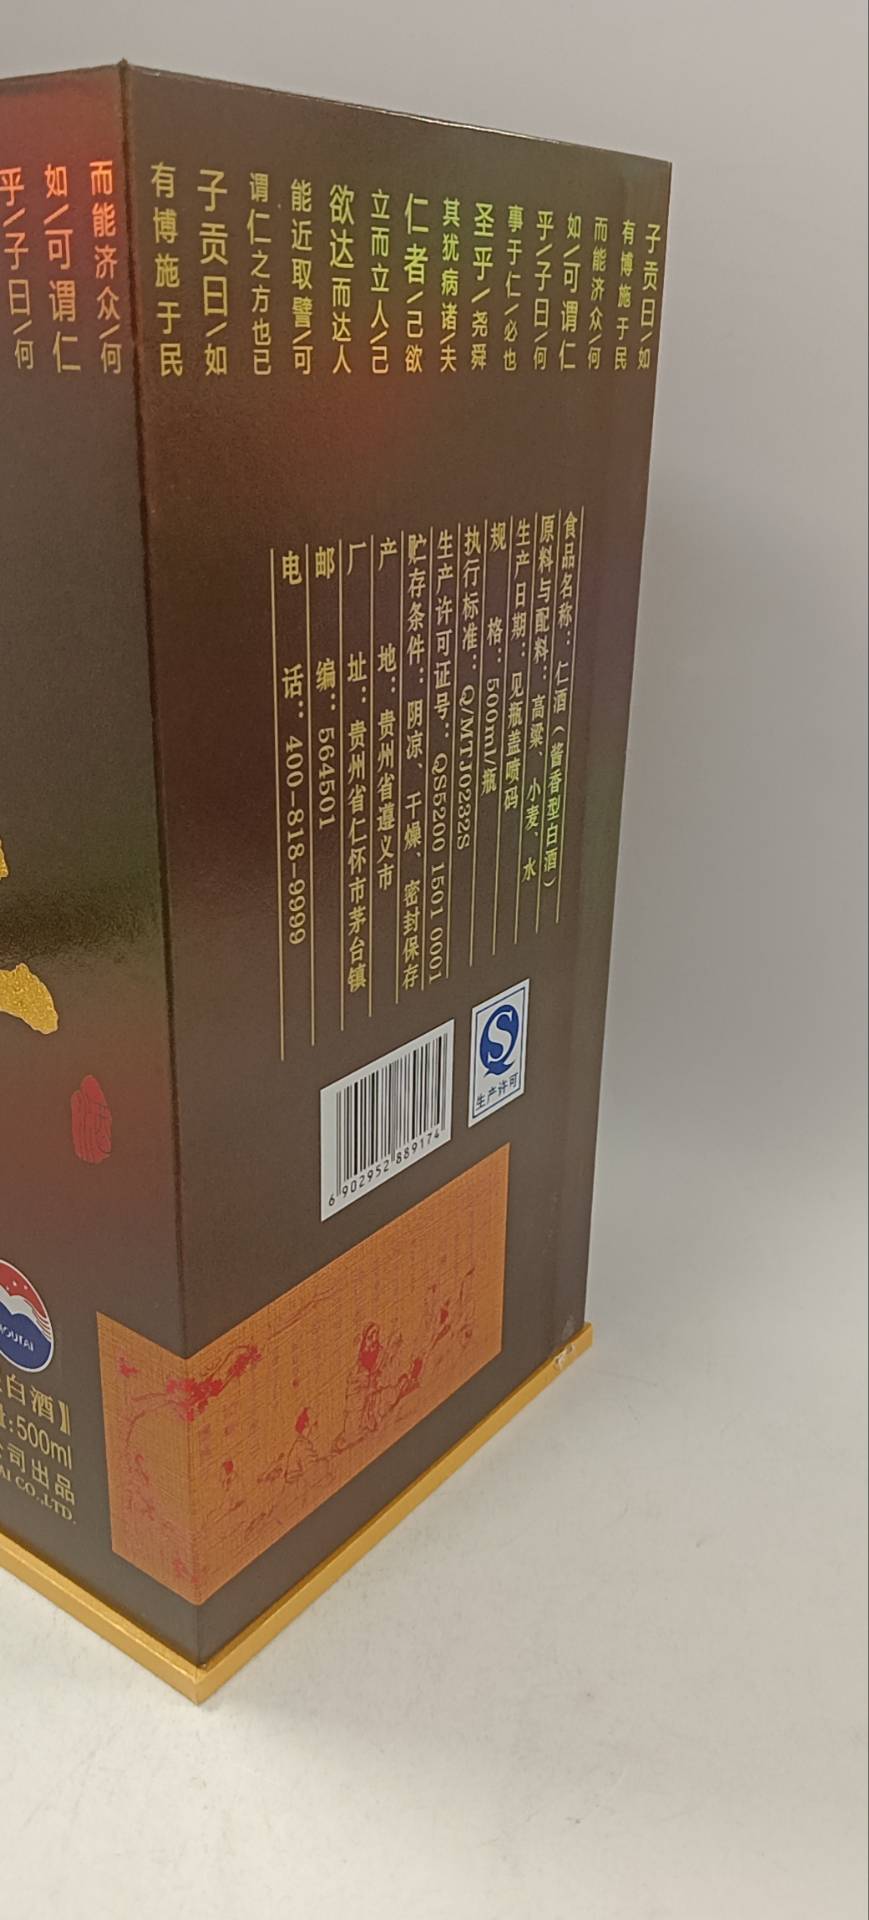 子贡曰\如
有博施于民
而能济众\何
如\可谓仁
乎\子曰\何
事于仁\必也
圣乎\尧舜
其犹病诸\夫
仁者\己欲
立而立人\己
欲达而达人
能近取譬\可
谓仁之方也已
子贡曰\如
有博施于民
而能济众\何
如\可谓仁
乎\子曰\何
食品名称：仁酒（酱香型白酒）
原料与配料：高粱、小麦、水
生产日期：见瓶盖喷码
规格：500ml/瓶
执行标准：Q/MTJ0232S
生产许可证号：QS5200 1501 0001
贮存条件：阴凉、干燥、密封保存
产地：贵州省遵义市
厂址：贵州省仁怀市茅台镇
邮编：564501
电话：400-818-9999
生产许可
6 902952 889174
MOUTAI
白酒】
:500ml
公司出品
AI CO.,LTD.